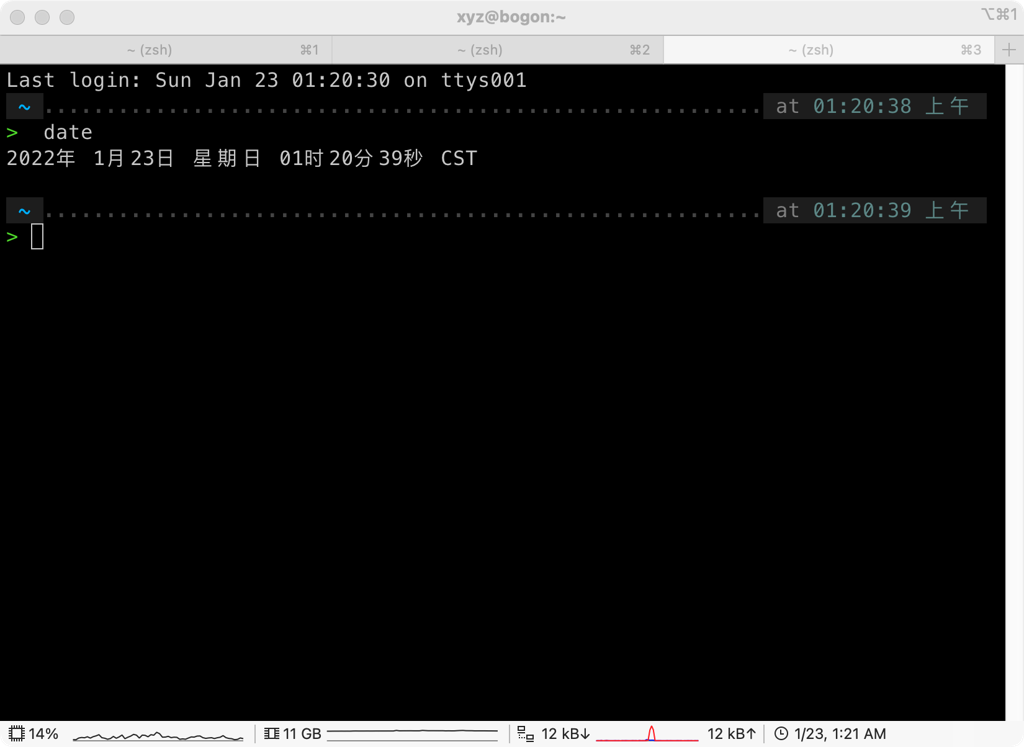 xyz@bogon:~ ⌥⌘1
~ (zsh) ⌘1 ~ (zsh) ⌘2 ~ (zsh) ⌘3 +
Last login: Sun Jan 23 01:20:30 on ttys001
~ at 01:20:38 上午
> date
2022年 1月23日 星期日 01时20分39秒 CST
~ at 01:20:39 上午
>
14% 11 GB 12 kB↓ 12 kB↑ 1/23, 1:21 AM